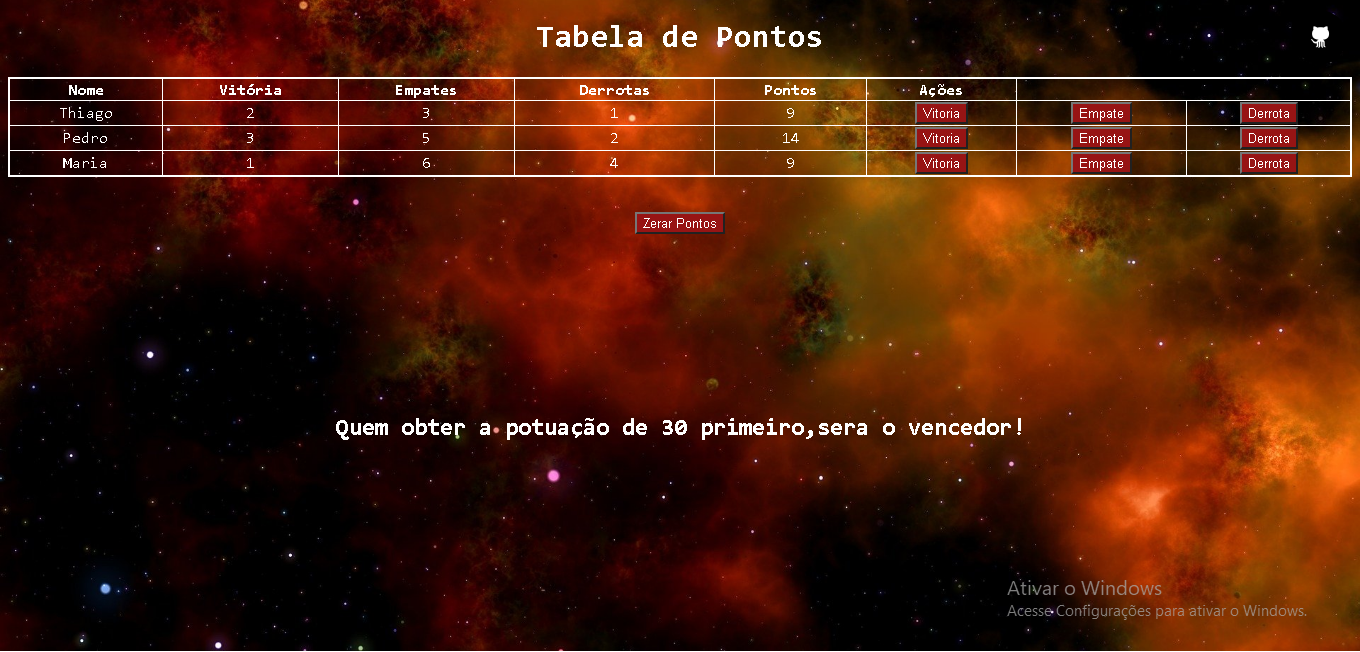 Tabela de Pontos
Nome Vitória Empates Derrotas Pontos Ações
Thiago 2 3 1 9 Vitoria Empate Derrota
Pedro 3 5 2 14 Vitoria Empate Derrota
Maria 1 6 4 9 Vitoria Empate Derrota
Zerar Pontos
Quem obter a potuação de 30 primeiro,sera o vencedor!
Ativar o Windows
Acesse Configurações para ativar o Windows.